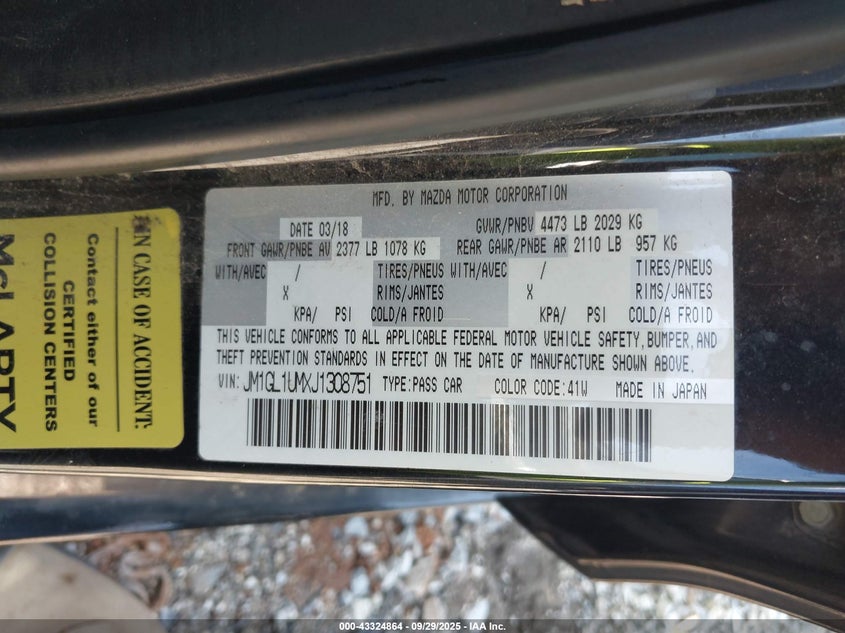 MFD. BY MAZDA MOTOR CORPORATION
DATE 03/18 GVWR/PNBV 4473 LB 2029 KG
FRONT GAWR/PNBE AV 2377 LB 1078 KG REAR GAWR/PNBE AR 2110 LB 957 KG
WITH/AVEC / TIRES/PNEUS WITH/AVEC / TIRES/PNEUS
X RIMS/JANTES X RIMS/JANTES
KPA/ PSI COLD/A FROID KPA/ PSI COLD/A FROID
THIS VEHICLE CONFORMS TO ALL APPLICABLE FEDERAL MOTOR VEHICLE SAFETY, BUMPER, AND
THEFT PREVENTION STANDARDS IN EFFECT ON THE DATE OF MANUFACTURE SHOWN ABOVE.
VIN: JM1GL1UMXJ1308751 TYPE:PASS CAR COLOR CODE:41W MADE IN JAPAN
IN CASE OF ACCIDENT:
Contact either of our
CERTIFIED
COLLISION CENTERS
McLARTY
000-43324864 - 09/29/2025 - IAA, Inc.